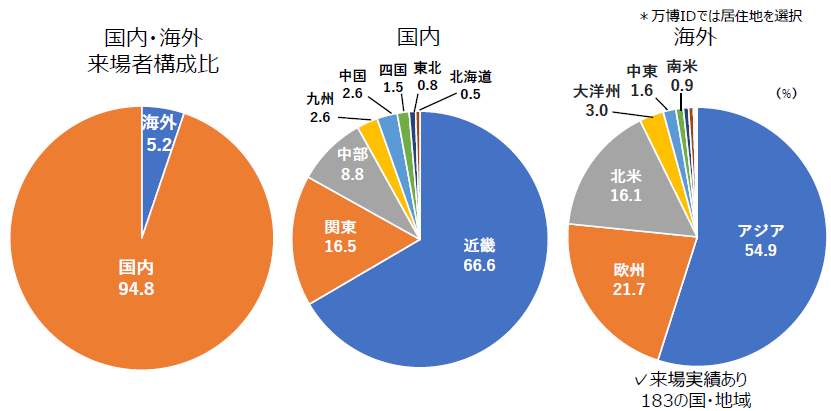 ＊万博IDでは居住地を選択
国内・海外
来場者構成比
海外
5.2
国内
94.8
国内
北海道
0.5
東北
0.8
四国
1.5
中国
2.6
九州
2.6
中部
8.8
関東
16.5
近畿
66.6
海外
(%)
南米
0.9
中東
1.6
大洋州
3.0
北米
16.1
欧州
21.7
アジア
54.9
✓来場実績あり
183の国・地域